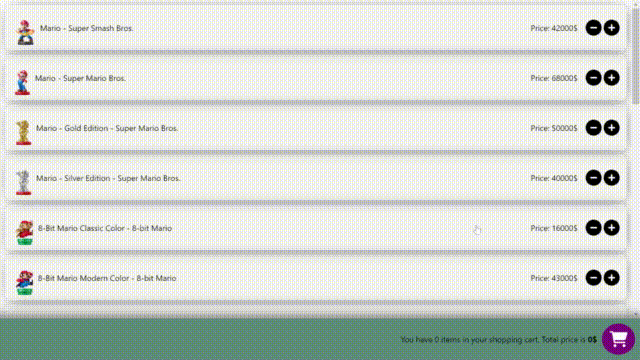 Mario - Super Smash Bros. Price: 42000$
Mario - Super Mario Bros. Price: 68000$
Mario - Gold Edition - Super Mario Bros. Price: 50000$
Mario - Silver Edition - Super Mario Bros. Price: 40000$
8-Bit Mario Classic Color - 8-bit Mario Price: 16000$
8-Bit Mario Modern Color - 8-bit Mario Price: 43000$
You have 0 items in your shopping cart. Total price is 0$